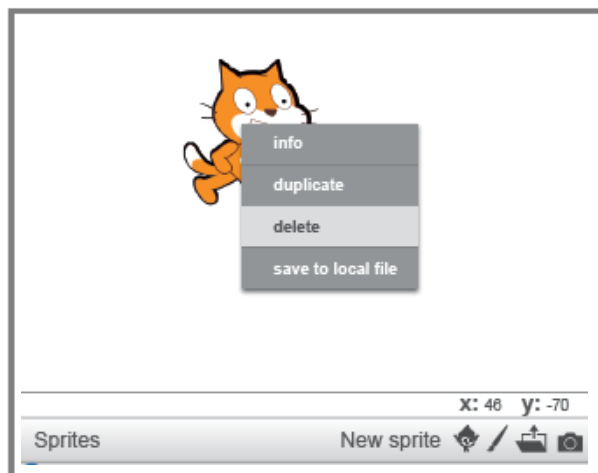 info
duplicate
delete
save to local file
x: 46 y: -70
Sprites New sprite